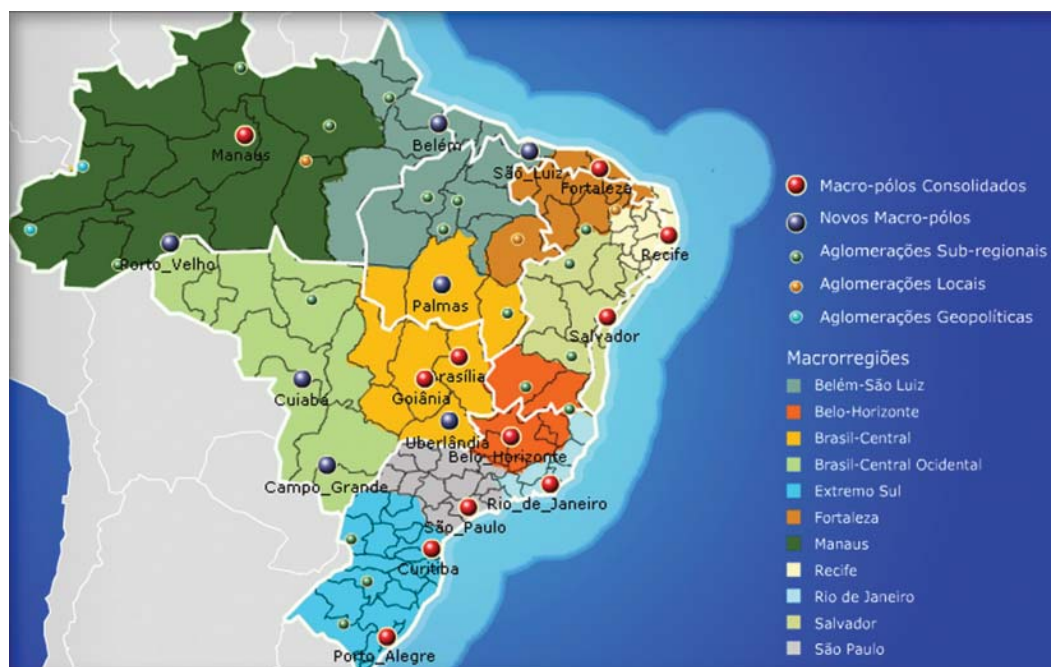 Manaus
Belém
São_Luiz
Fortaleza
Porto_Velho
Recife
Palmas
Salvador
Brasília
Cuiabá
Goiânia
Uberlândia
Belo_Horizonte
Campo_Grande
Rio_de_Janeiro
São_Paulo
Curitiba
Porto_Alegre
Macro-pólos Consolidados
Novos Macro-pólos
Aglomerações Sub-regionais
Aglomerações Locais
Aglomerações Geopolíticas
Macrorregiões
Belém-São Luiz
Belo-Horizonte
Brasil-Central
Brasil-Central Ocidental
Extremo Sul
Fortaleza
Manaus
Recife
Rio de Janeiro
Salvador
São Paulo